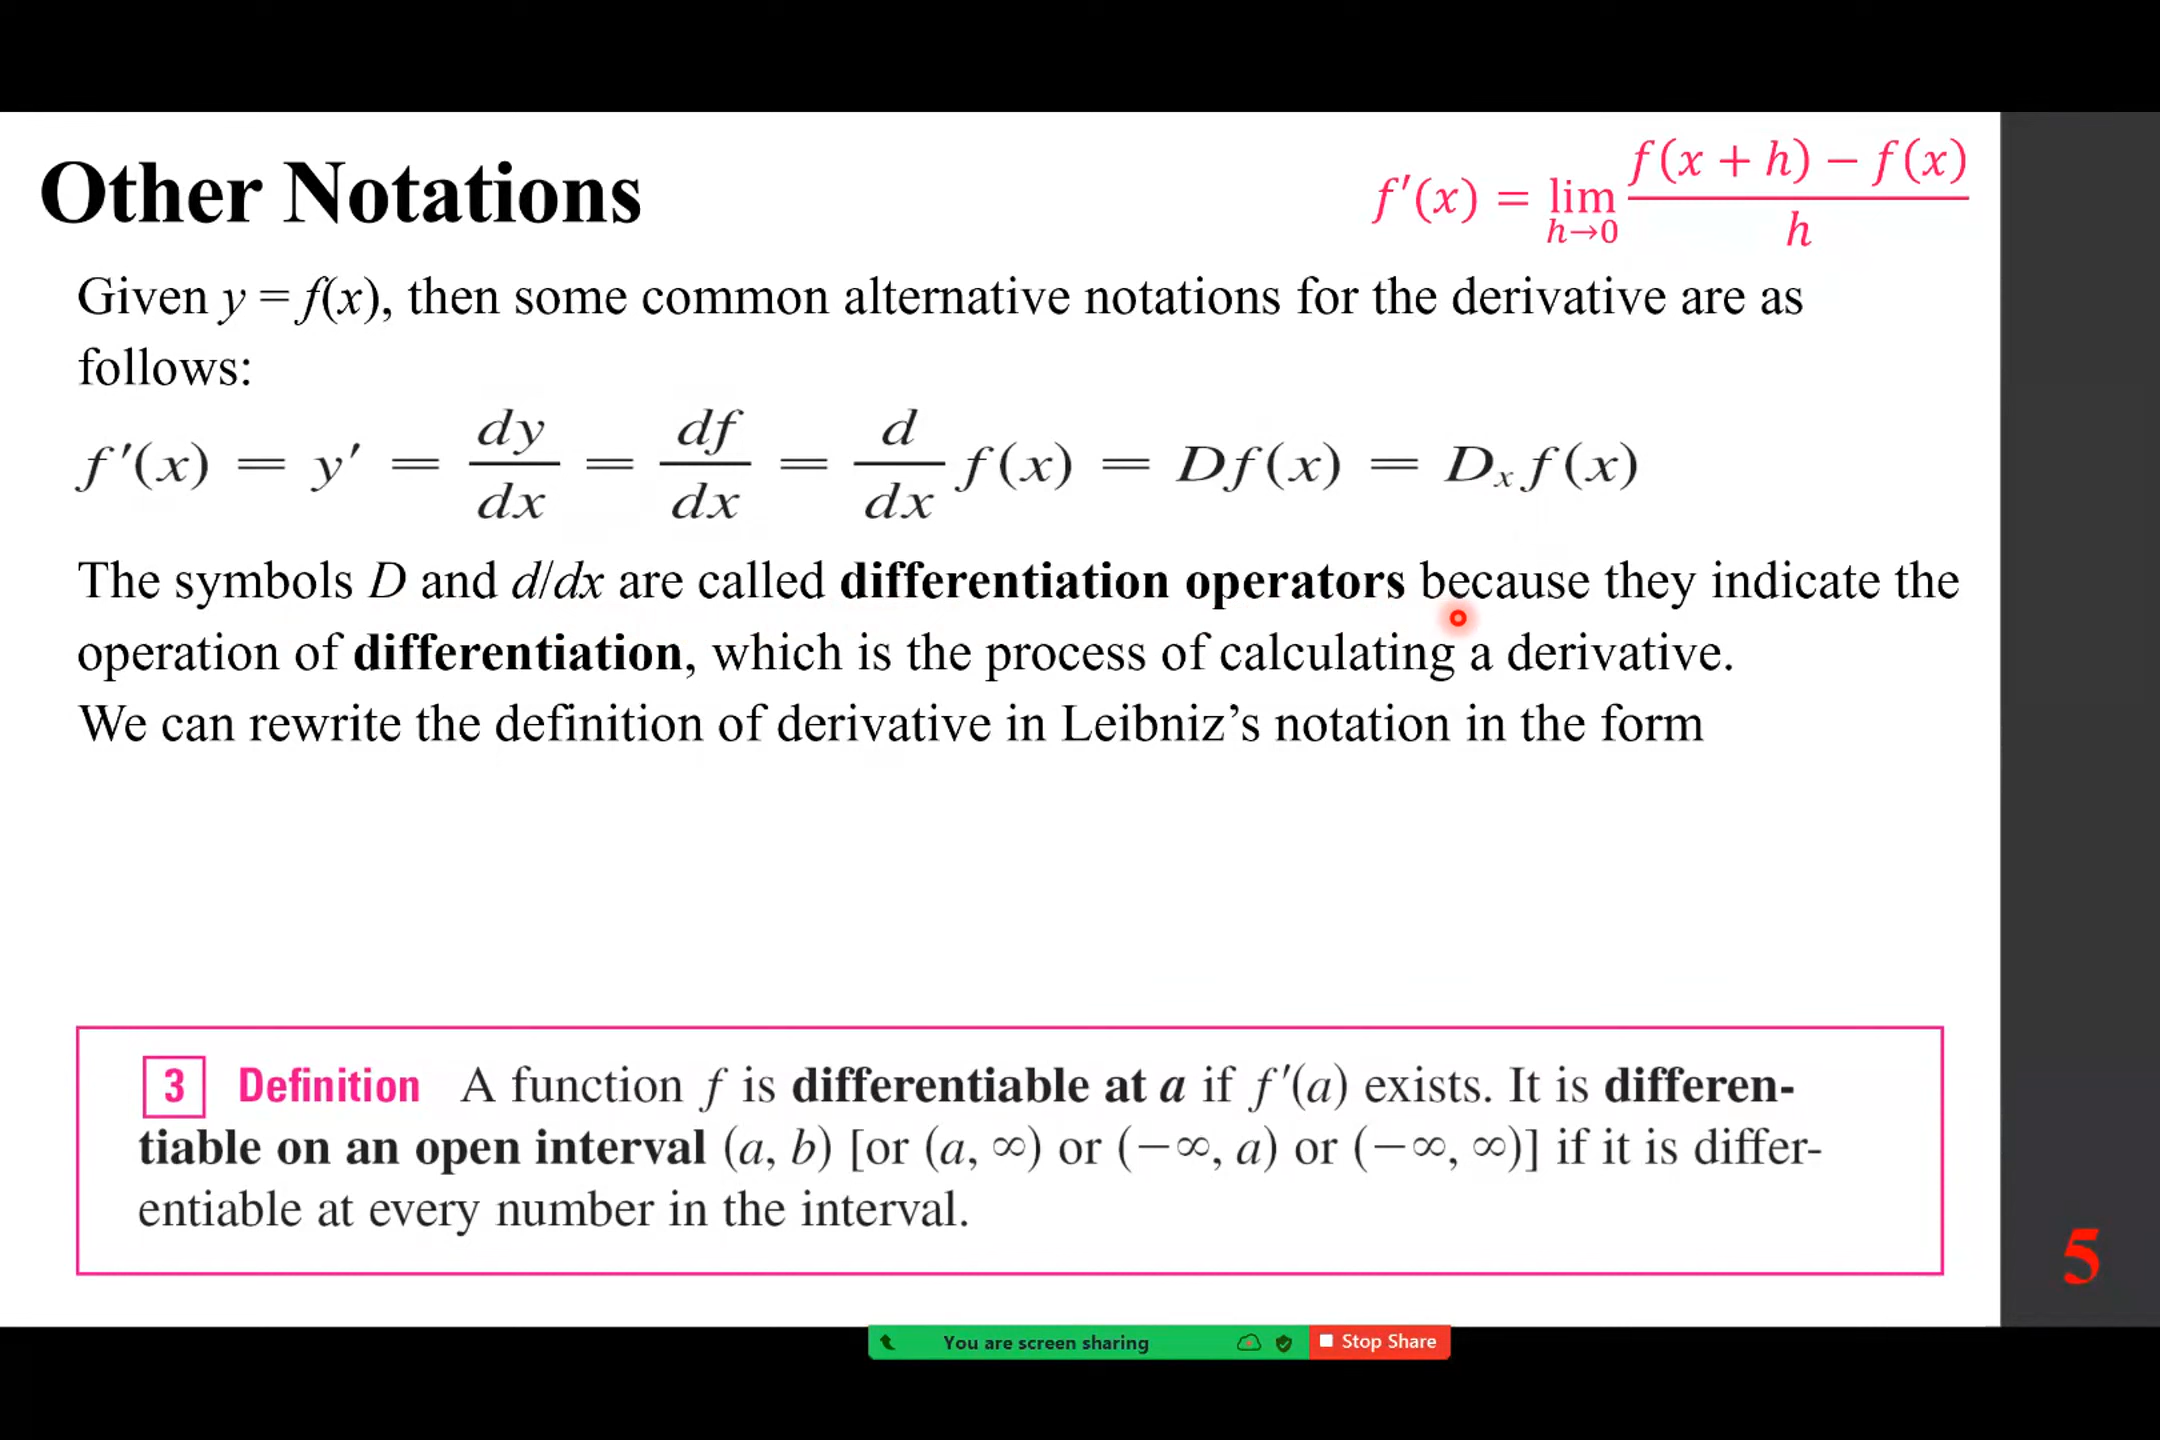 Other Notations
f′(x) = lim h→0 f(x + h) − f(x) / h
Given y = f(x), then some common alternative notations for the derivative are as
follows:
f′(x) = y′ = dy/dx = df/dx = d/dx f(x) = Df(x) = Dₓf(x)
The symbols D and d/dx are called differentiation operators because they indicate the
operation of differentiation, which is the process of calculating a derivative.
We can rewrite the definition of derivative in Leibniz’s notation in the form
3 Definition A function f is differentiable at a if f′(a) exists. It is differen-
tiable on an open interval (a, b) [or (a, ∞) or (−∞, a) or (−∞, ∞)] if it is differ-
entiable at every number in the interval.
5
You are screen sharing Stop Share